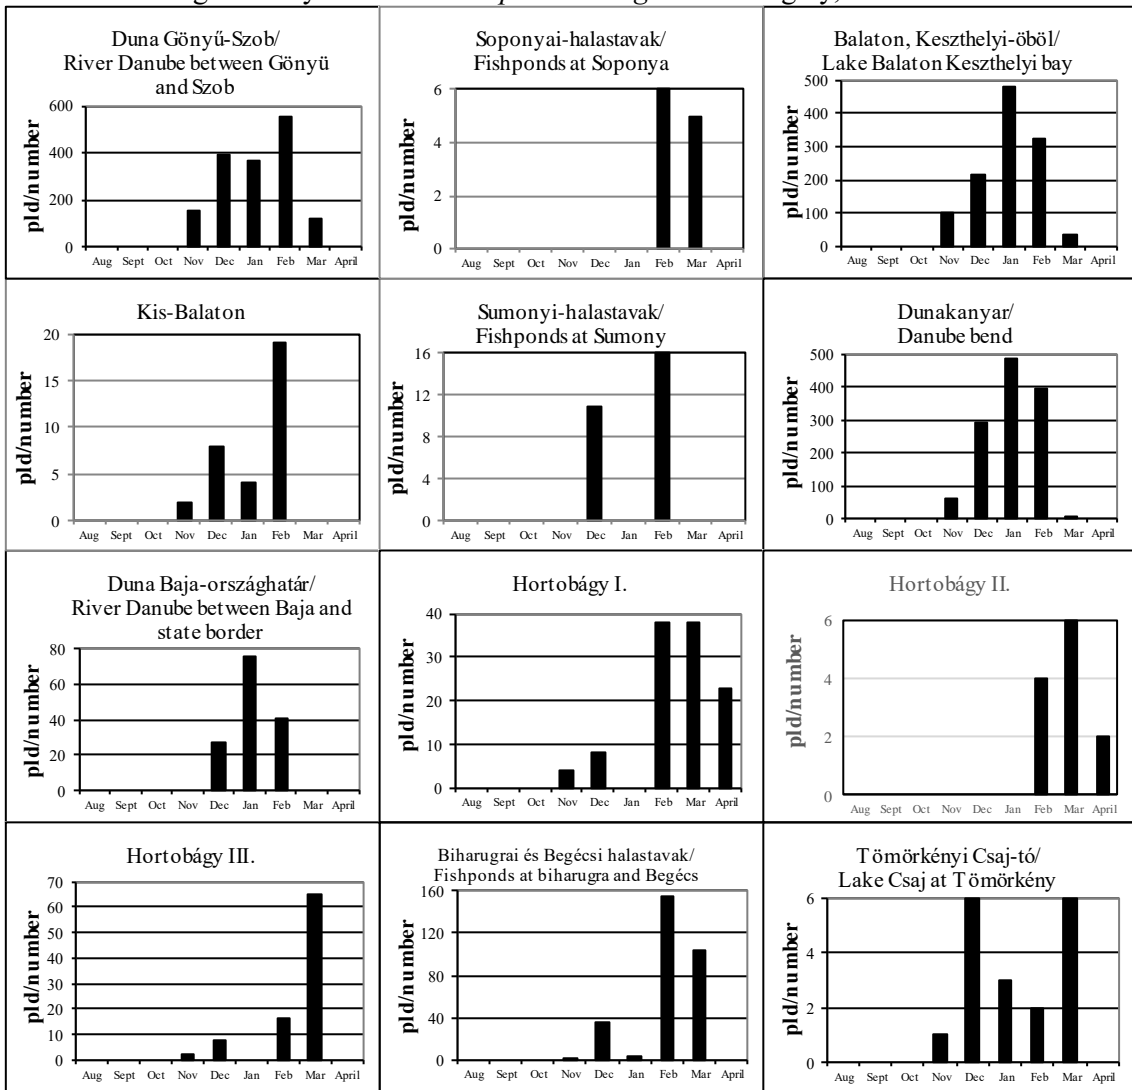 Duna Gönyű-Szob/
River Danube between Gönyü
and Szob
pld/number
600
400
200
0
Aug Sept Oct Nov Dec Jan Feb Mar April
Soponyai-halastavak/
Fishponds at Soponya
pld/number
6
4
2
0
Aug Sept Oct Nov Dec Jan Feb Mar April
Balaton, Keszthelyi-öböl/
Lake Balaton Keszthelyi bay
pld/number
500
400
300
200
100
0
Aug Sept Oct Nov Dec Jan Feb Mar April
Kis-Balaton
pld/number
20
15
10
5
0
Aug Sept Oct Nov Dec Jan Feb Mar April
Sumonyi-halastavak/
Fishponds at Sumony
pld/number
16
12
8
4
0
Aug Sept Oct Nov Dec Jan Feb Mar April
Dunakanyar/
Danube bend
pld/number
500
400
300
200
100
0
Aug Sept Oct Nov Dec Jan Feb Mar April
Duna Baja-országhatár/
River Danube between Baja and
state border
pld/number
80
60
40
20
0
Aug Sept Oct Nov Dec Jan Feb Mar April
Hortobágy I.
pld/number
40
30
20
10
0
Aug Sept Oct Nov Dec Jan Feb Mar April
Hortobágy II.
pld/number
6
4
2
0
Aug Sept Oct Nov Dec Jan Feb Mar April
Hortobágy III.
pld/number
70
60
50
40
30
20
10
0
Aug Sept Oct Nov Dec Jan Feb Mar April
Biharugrai és Begécsi halastavak/
Fishponds at biharugra and Begécs
pld/number
160
120
80
40
0
Aug Sept Oct Nov Dec Jan Feb Mar April
Tömörkényi Csaj-tó/
Lake Csaj at Tömörkény
pld/number
6
4
2
0
Aug Sept Oct Nov Dec Jan Feb Mar April